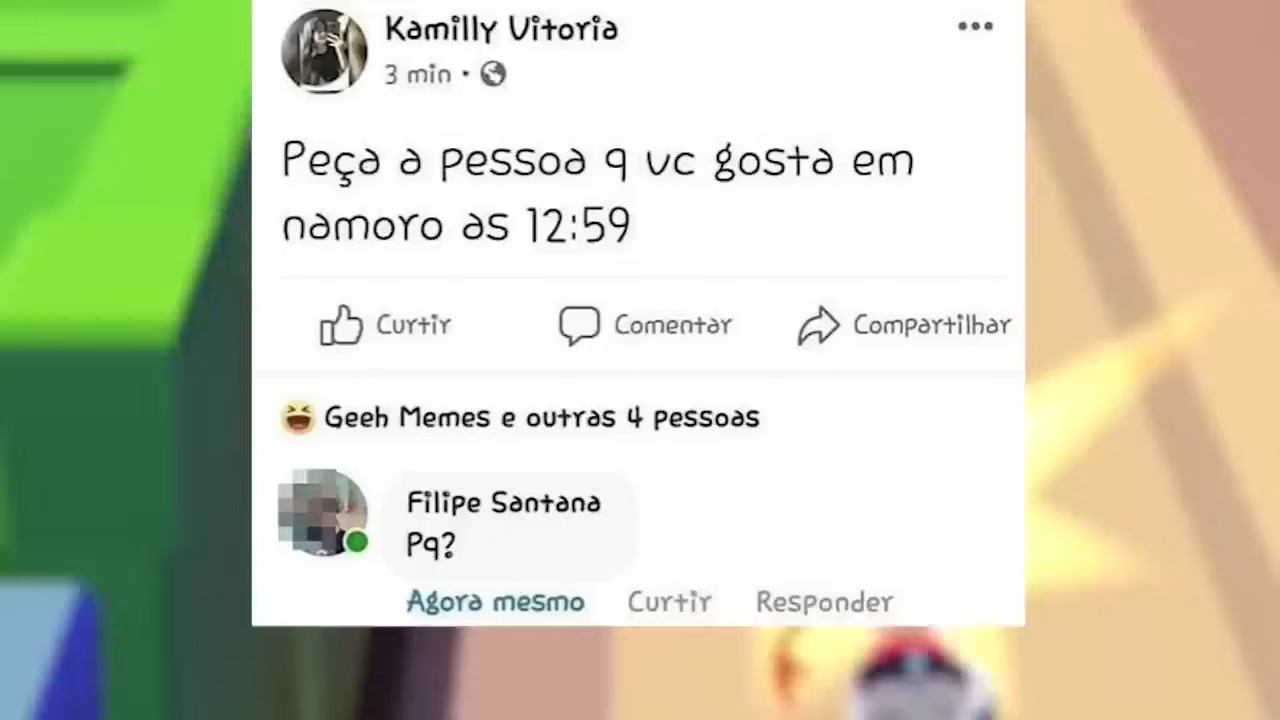 Kamilly Vitoria
3 min •
Peça a pessoa q vc gosta em
namoro as 12:59
Curtir Comentar Compartilhar
Geeh Memes e outras 4 pessoas
Filipe Santana
Pq?
Agora mesmo Curtir Responder